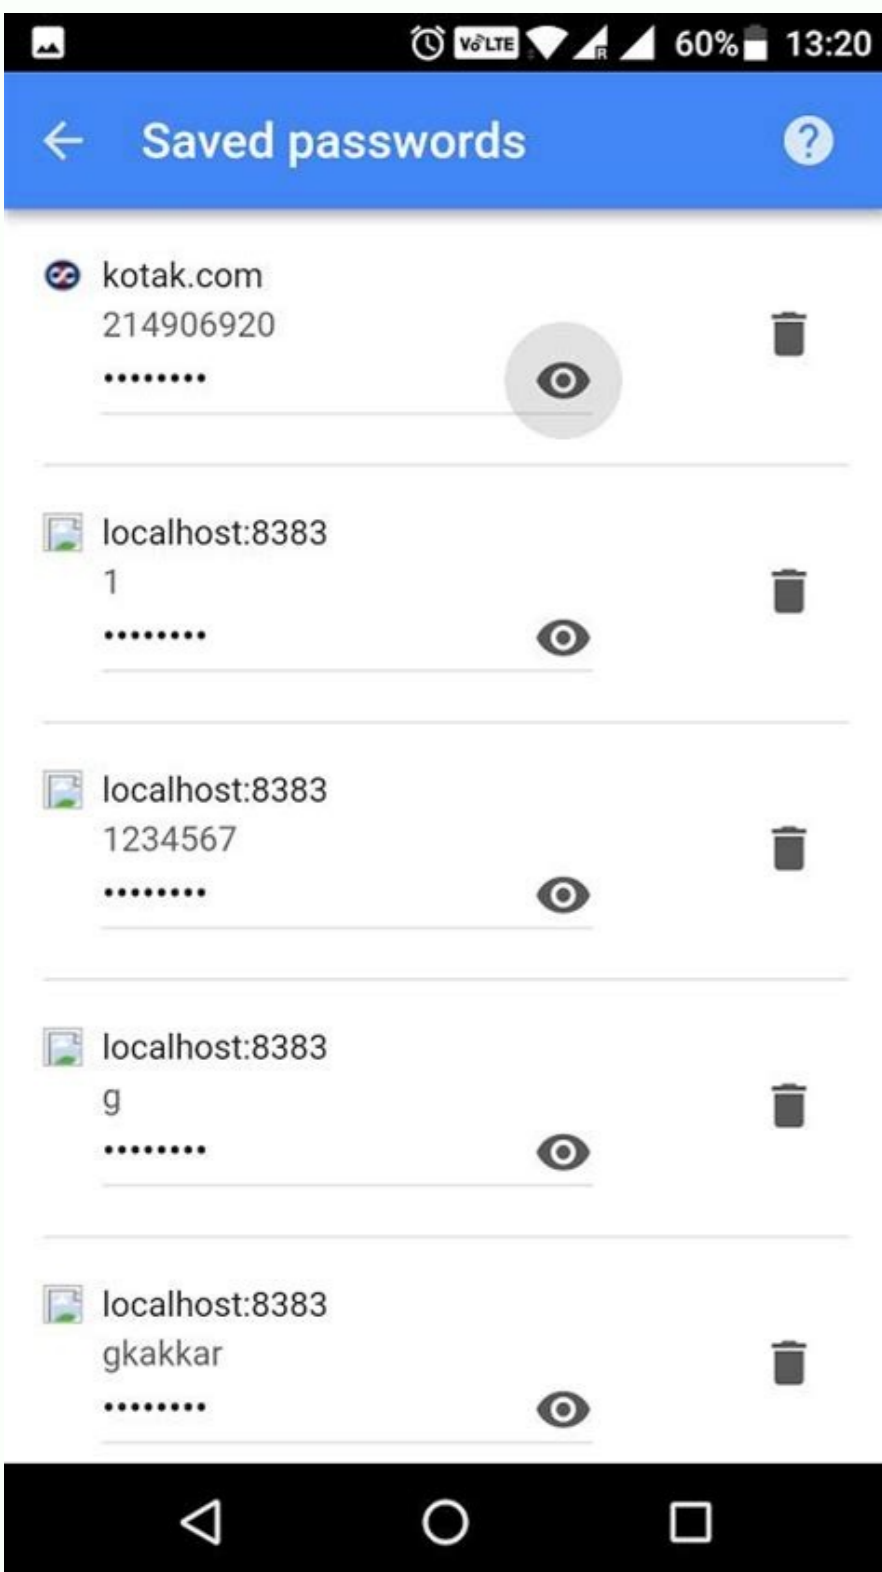 VoLTE R 60% 13:20
Saved passwords ?
kotak.com
214906920
••••••••
localhost:8383
1
••••••••
localhost:8383
1234567
••••••••
localhost:8383
g
••••••••
localhost:8383
gkakkar
••••••••